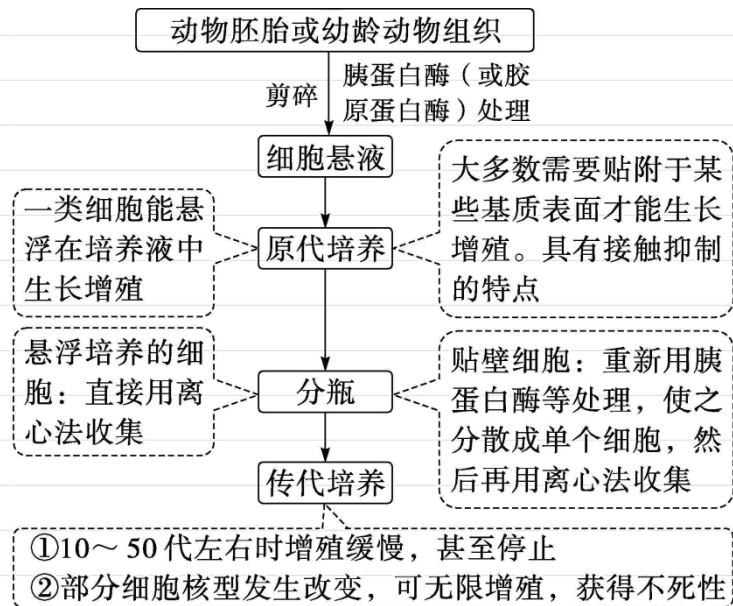 动物胚胎或幼龄动物组织
剪碎
胰蛋白酶（或胶
原蛋白酶）处理
细胞悬液
一类细胞能悬
浮在培养液中
生长增殖
原代培养
大多数需要贴附于某
些基质表面才能生长
增殖。具有接触抑制
的特点
悬浮培养的细
胞：直接用离
心法收集
分瓶
贴壁细胞：重新用胰
蛋白酶等处理，使之
分散成单个细胞，然
后再用离心法收集
传代培养
①10～50代左右时增殖缓慢，甚至停止
②部分细胞核型发生改变，可无限增殖，获得不死性